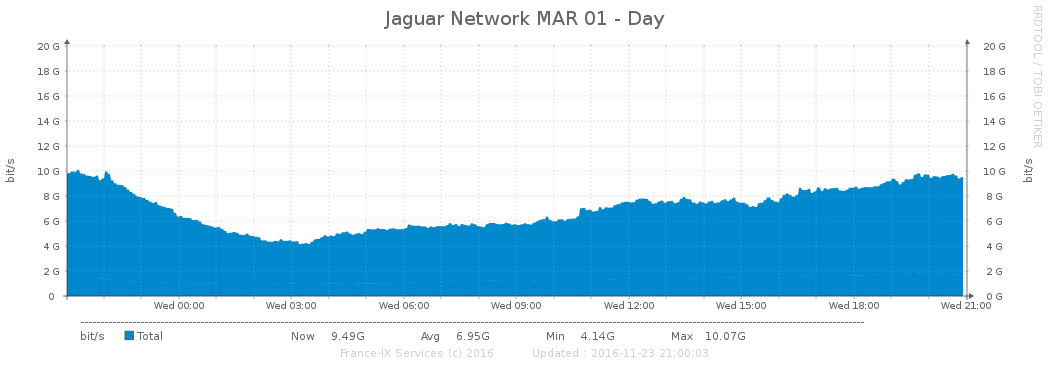 Jaguar Network MAR 01 - Day
RRDTOOL / TOBI OETIKER
bit/s
20 G 20 G
18 G 18 G
16 G 16 G
14 G 14 G
12 G 12 G
10 G 10 G
8 G 8 G
6 G 6 G
4 G 4 G
2 G 2 G
0 0 G
bit/s
Wed 00:00 Wed 03:00 Wed 06:00 Wed 09:00 Wed 12:00 Wed 15:00 Wed 18:00 Wed 21:00
bit/s Total Now 9.49G Avg 6.95G Min 4.14G Max 10.07G
France-IX Services (c) 2016 Updated : 2016-11-23 21:00:03